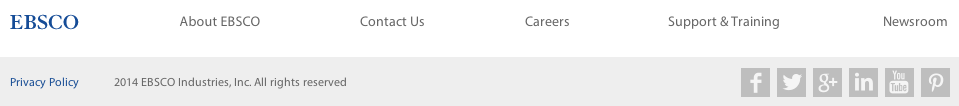 EBSCO About EBSCO Contact Us Careers Support & Training Newsroom
Privacy Policy 2014 EBSCO Industries, Inc. All rights reserved f g+ in You Tube